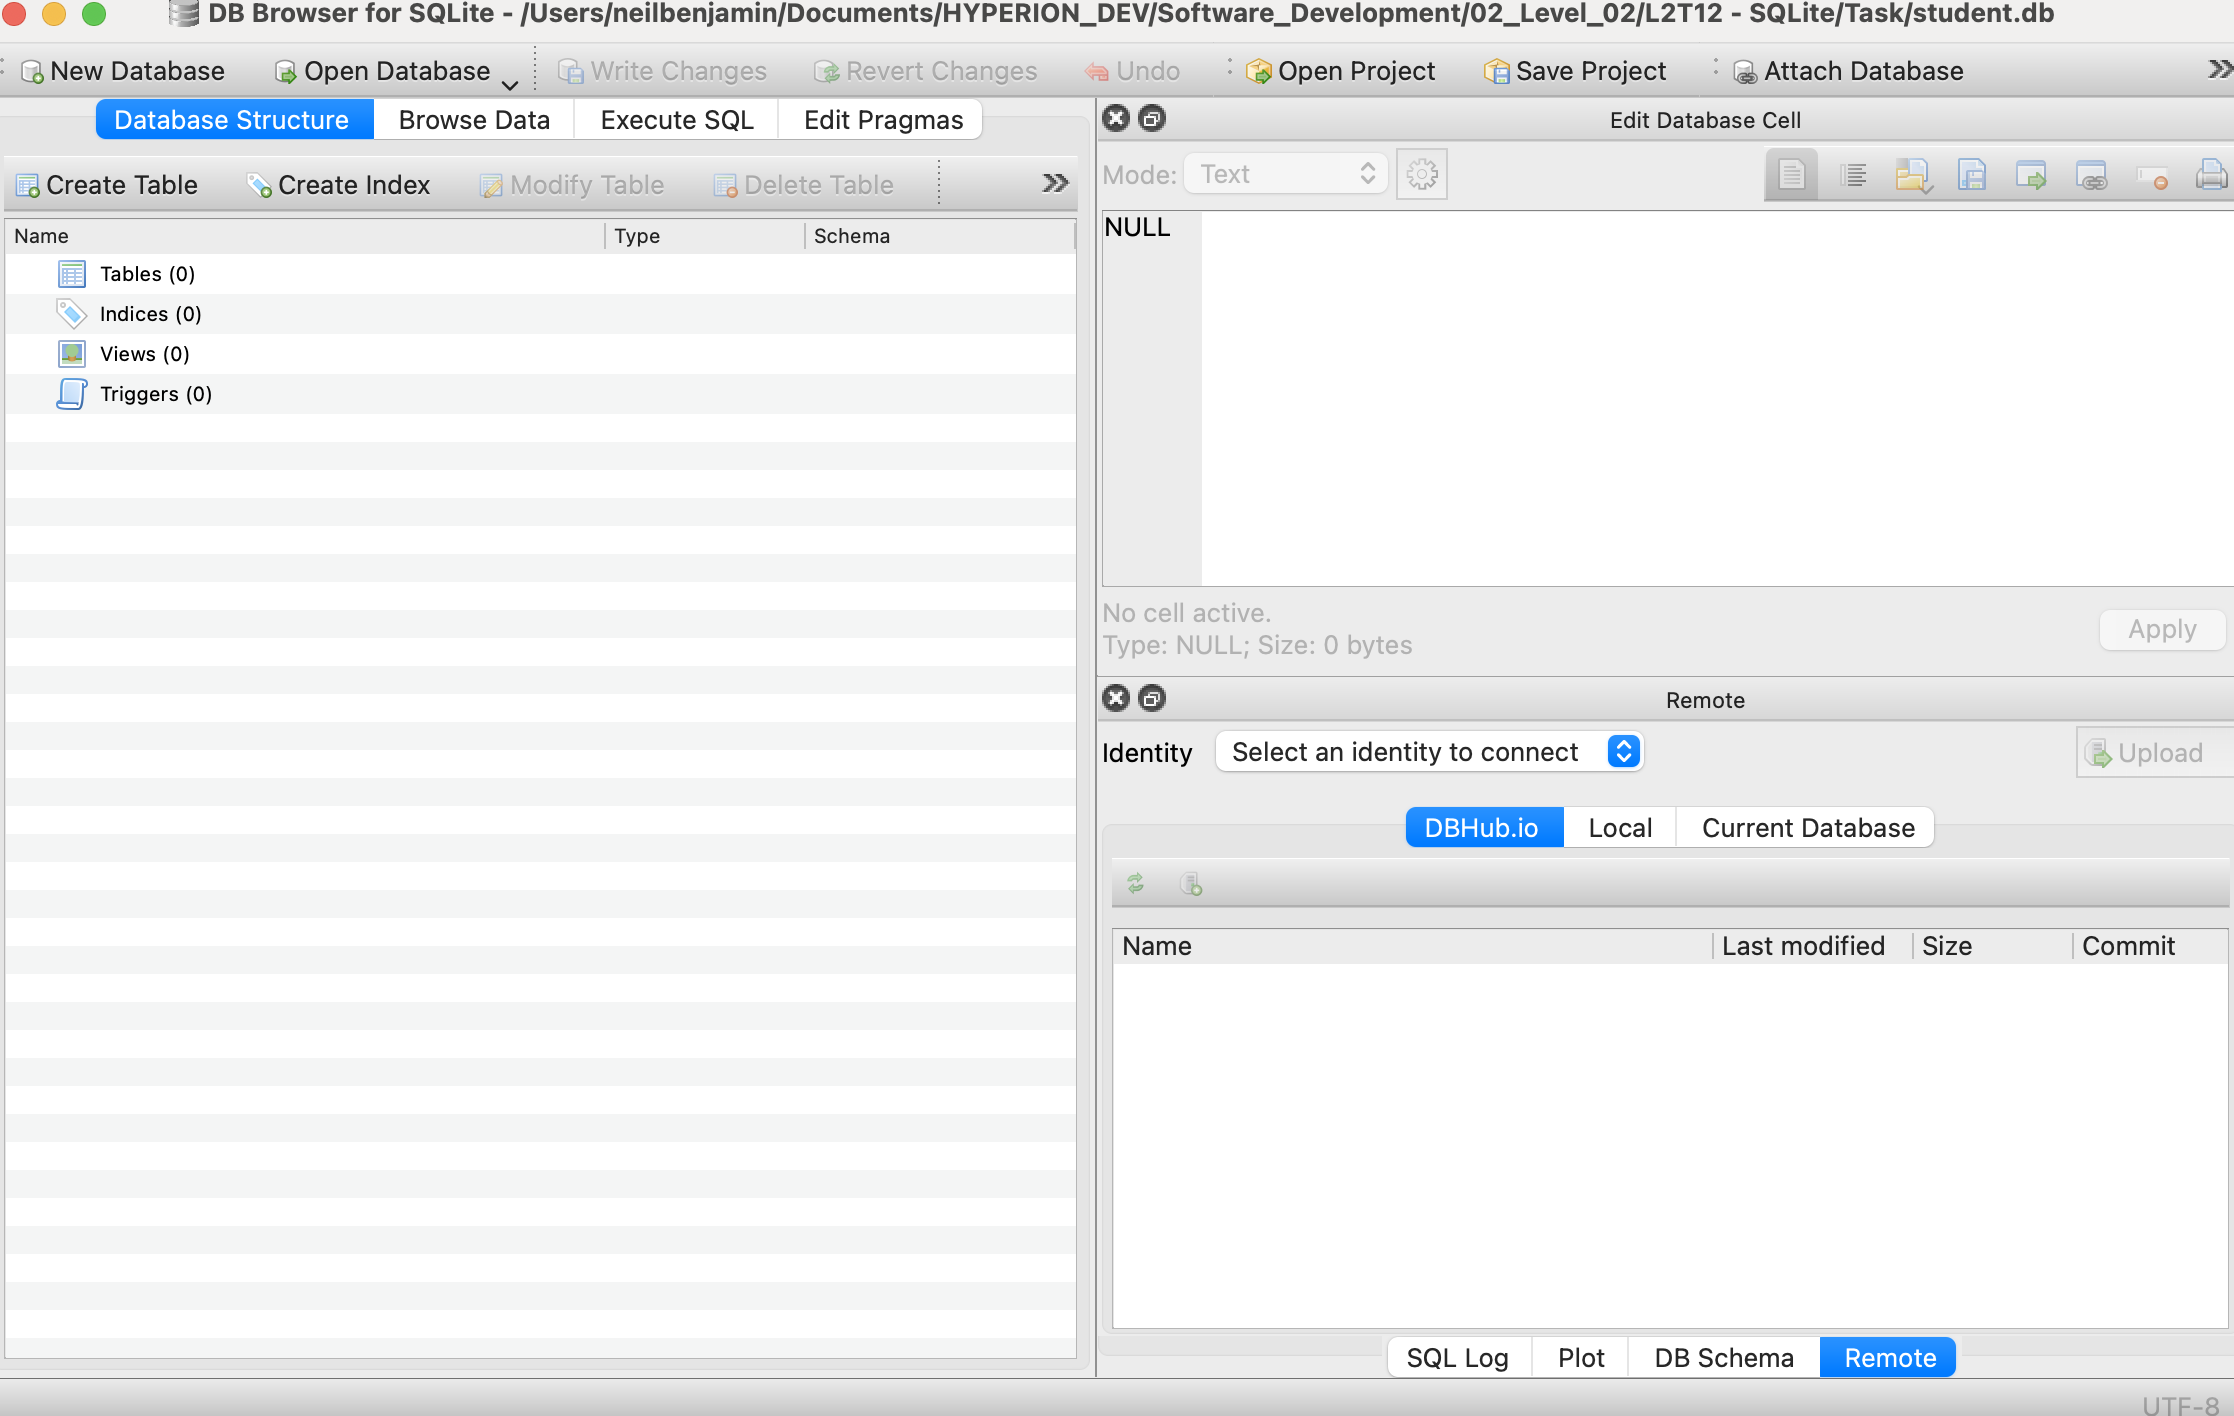 DB Browser for SQLite - /Users/neilbenjamin/Documents/HYPERION_DEV/Software_Development/02_Level_02/L2T12 - SQLite/Task/student.db
New Database Open Database Write Changes Revert Changes Undo Open Project Save Project Attach Database
Database Structure Browse Data Execute SQL Edit Pragmas
Create Table Create Index Modify Table Delete Table
Name Type Schema
Tables (0)
Indices (0)
Views (0)
Triggers (0)
Edit Database Cell
Mode: Text
NULL
No cell active.
Type: NULL; Size: 0 bytes
Apply
Remote
Identity Select an identity to connect Upload
DBHub.io Local Current Database
Name Last modified Size Commit
SQL Log Plot DB Schema Remote
UTF-8